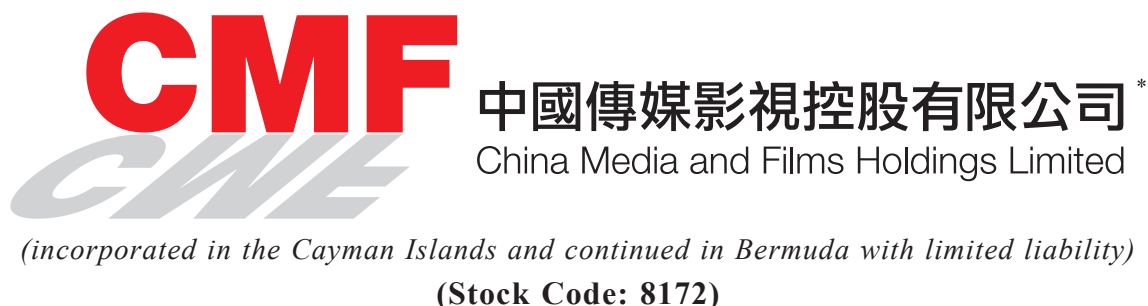 CMF
中國傳媒影視控股有限公司*
China Media and Films Holdings Limited
(incorporated in the Cayman Islands and continued in Bermuda with limited liability)
(Stock Code: 8172)